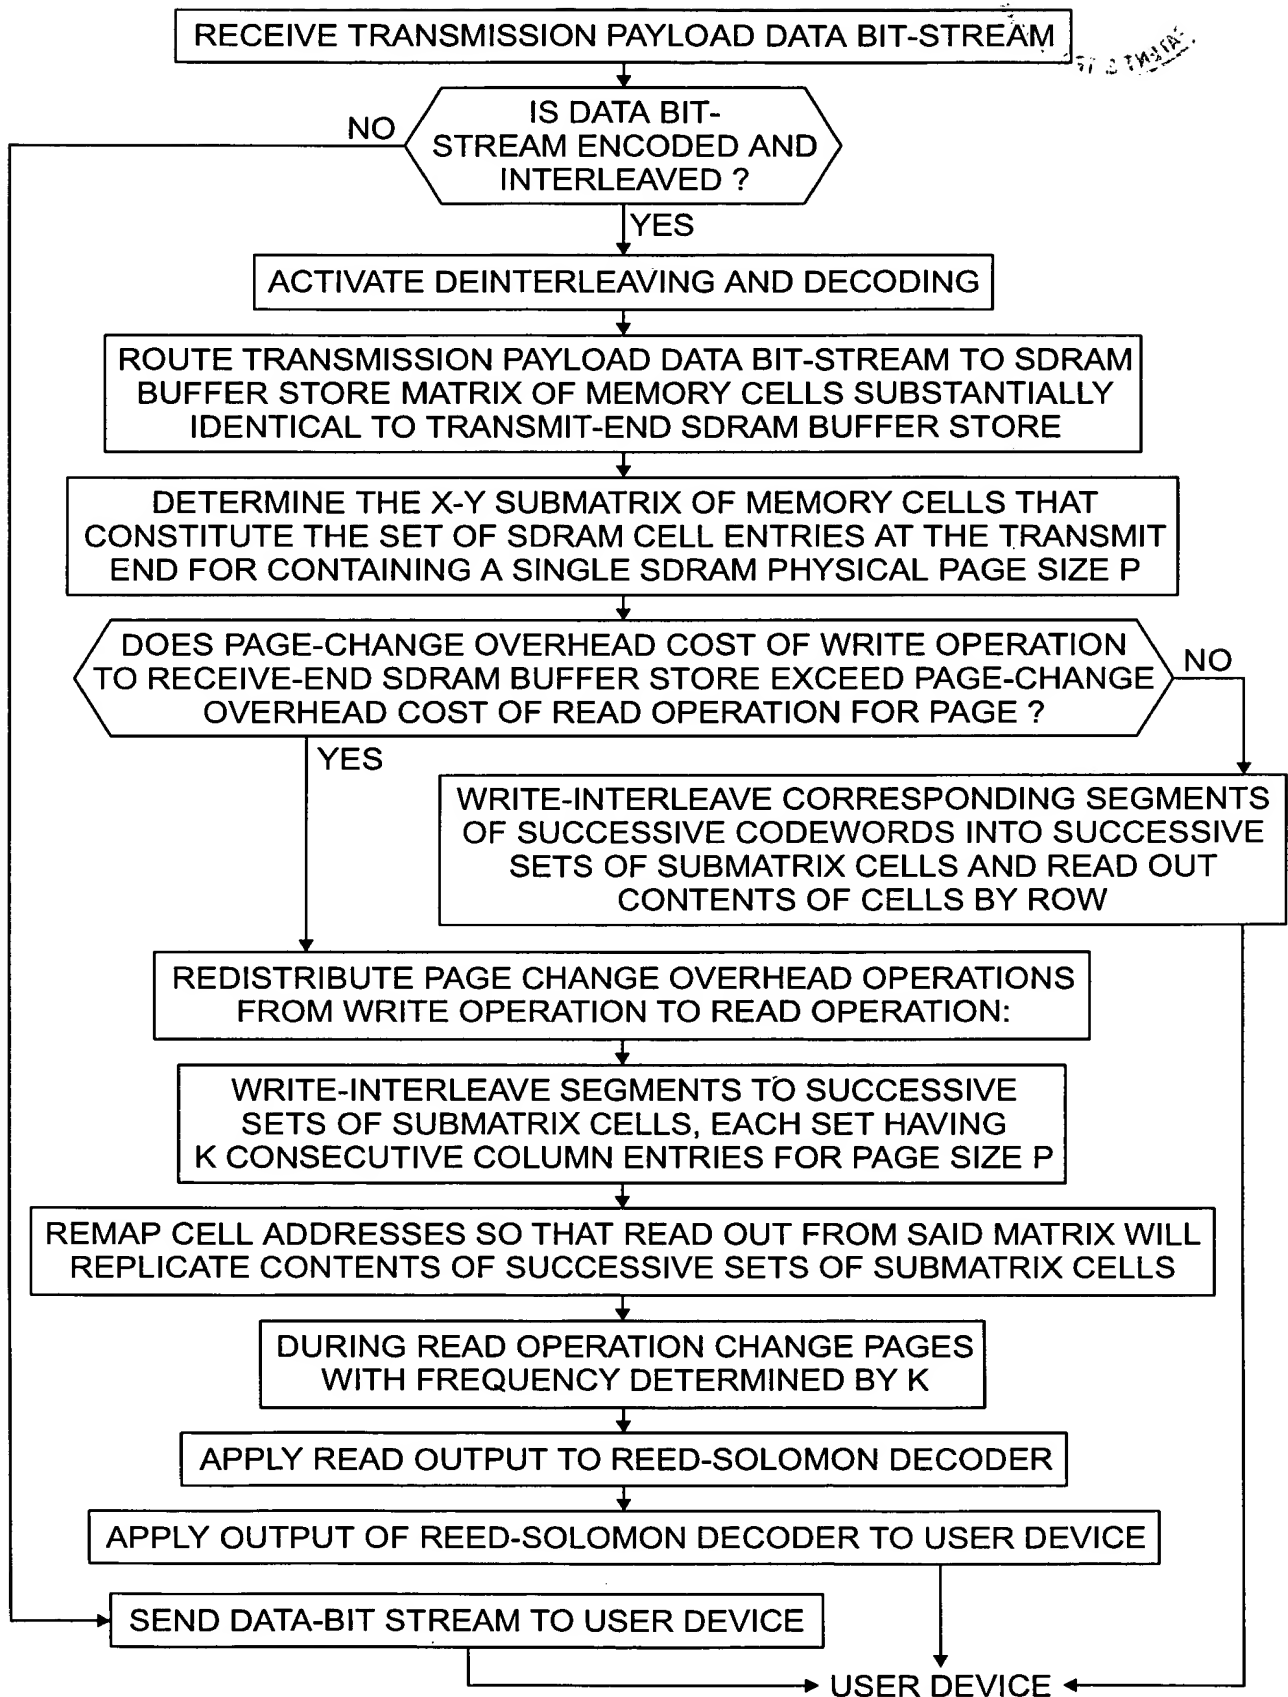 RECEIVE TRANSMISSION PAYLOAD DATA BIT-STREAM
IS DATA BIT-
STREAM ENCODED AND
INTERLEAVED ?
NO
YES
ACTIVATE DEINTERLEAVING AND DECODING
ROUTE TRANSMISSION PAYLOAD DATA BIT-STREAM TO SDRAM
BUFFER STORE MATRIX OF MEMORY CELLS SUBSTANTIALLY
IDENTICAL TO TRANSMIT-END SDRAM BUFFER STORE
DETERMINE THE X-Y SUBMATRIX OF MEMORY CELLS THAT
CONSTITUTE THE SET OF SDRAM CELL ENTRIES AT THE TRANSMIT
END FOR CONTAINING A SINGLE SDRAM PHYSICAL PAGE SIZE P
DOES PAGE-CHANGE OVERHEAD COST OF WRITE OPERATION
TO RECEIVE-END SDRAM BUFFER STORE EXCEED PAGE-CHANGE
OVERHEAD COST OF READ OPERATION FOR PAGE ?
NO
YES
WRITE-INTERLEAVE CORRESPONDING SEGMENTS
OF SUCCESSIVE CODEWORDS INTO SUCCESSIVE
SETS OF SUBMATRIX CELLS AND READ OUT
CONTENTS OF CELLS BY ROW
REDISTRIBUTE PAGE CHANGE OVERHEAD OPERATIONS
FROM WRITE OPERATION TO READ OPERATION:
WRITE-INTERLEAVE SEGMENTS TO SUCCESSIVE
SETS OF SUBMATRIX CELLS, EACH SET HAVING
K CONSECUTIVE COLUMN ENTRIES FOR PAGE SIZE P
REMAP CELL ADDRESSES SO THAT READ OUT FROM SAID MATRIX WILL
REPLICATE CONTENTS OF SUCCESSIVE SETS OF SUBMATRIX CELLS
DURING READ OPERATION CHANGE PAGES
WITH FREQUENCY DETERMINED BY K
APPLY READ OUTPUT TO REED-SOLOMON DECODER
APPLY OUTPUT OF REED-SOLOMON DECODER TO USER DEVICE
SEND DATA-BIT STREAM TO USER DEVICE
USER DEVICE